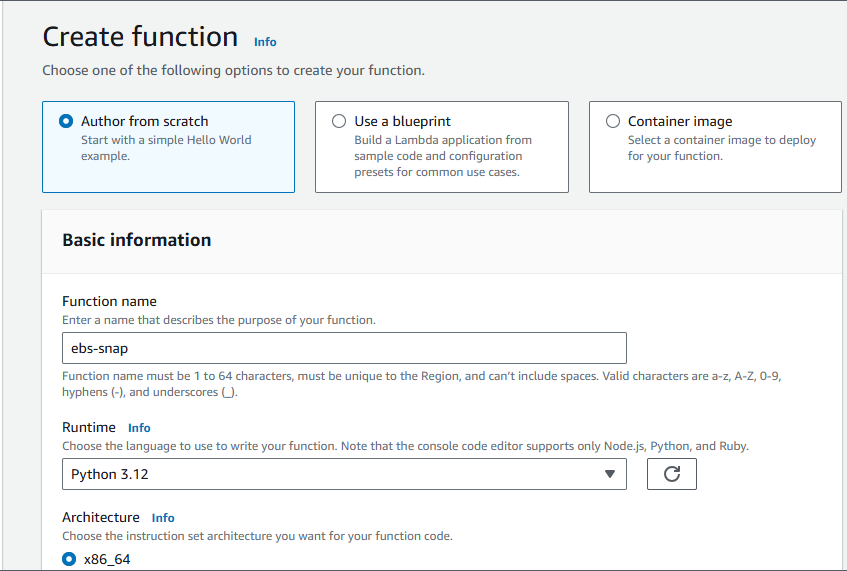 Create function Info
Choose one of the following options to create your function.
Author from scratch
Start with a simple Hello World
example.
Use a blueprint
Build a Lambda application from
sample code and configuration
presets for common use cases.
Container image
Select a container image to deploy
for your function.
Basic information
Function name
Enter a name that describes the purpose of your function.
ebs-snap
Function name must be 1 to 64 characters, must be unique to the Region, and can't include spaces. Valid characters are a-z, A-Z, 0-9,
hyphens (-), and underscores (_).
Runtime Info
Choose the language to use to write your function. Note that the console code editor supports only Node.js, Python, and Ruby.
Python 3.12
Architecture Info
Choose the instruction set architecture you want for your function code.
x86_64